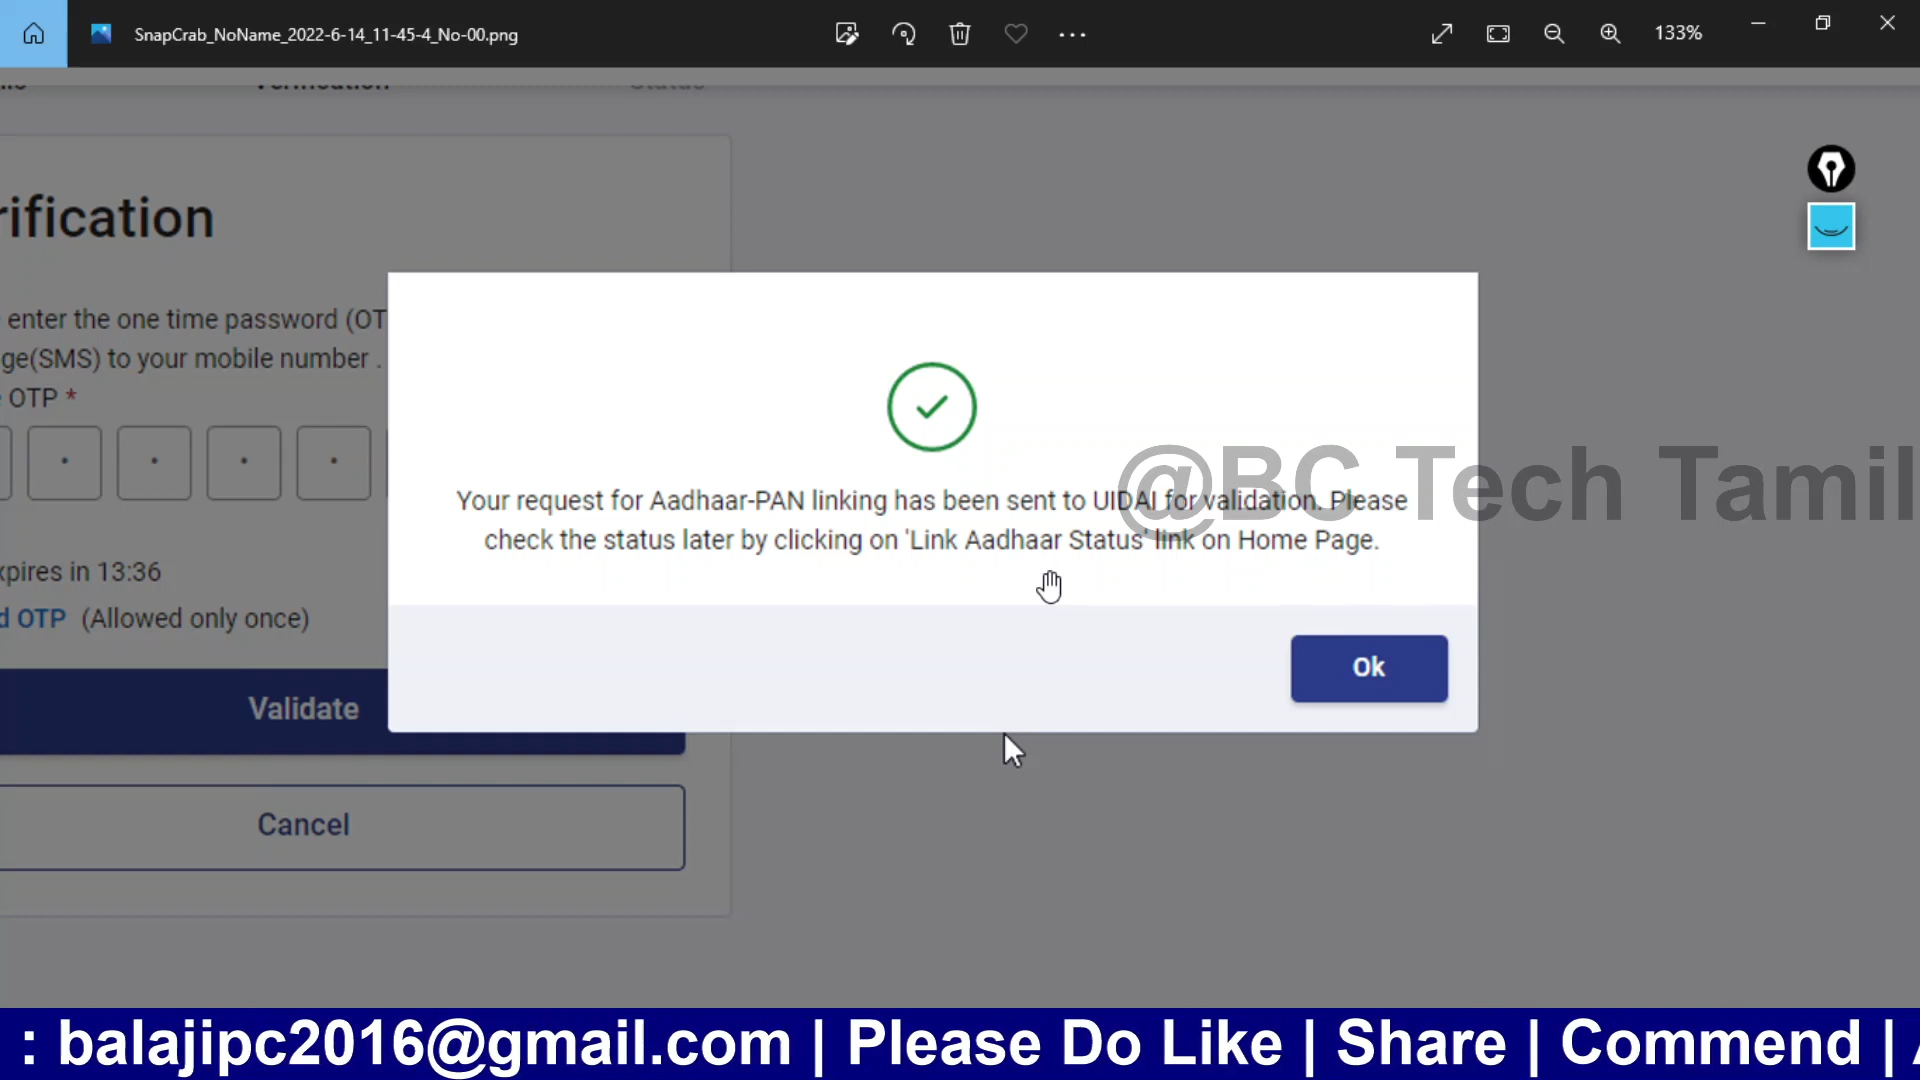 SnapCrab_NoName_2022-6-14_11-45-4_No-00.png
133%
Verification
Status
rification
enter the one time password (OT
ge(SMS) to your mobile number .
OTP *
xpires in 13:36
d OTP (Allowed only once)
Validate
Cancel
Your request for Aadhaar-PAN linking has been sent to UIDAI for validation. Please
check the status later by clicking on 'Link Aadhaar Status' link on Home Page.
Ok
@BC Tech Tamil
: balajipc2016@gmail.com | Please Do Like | Share | Commend |